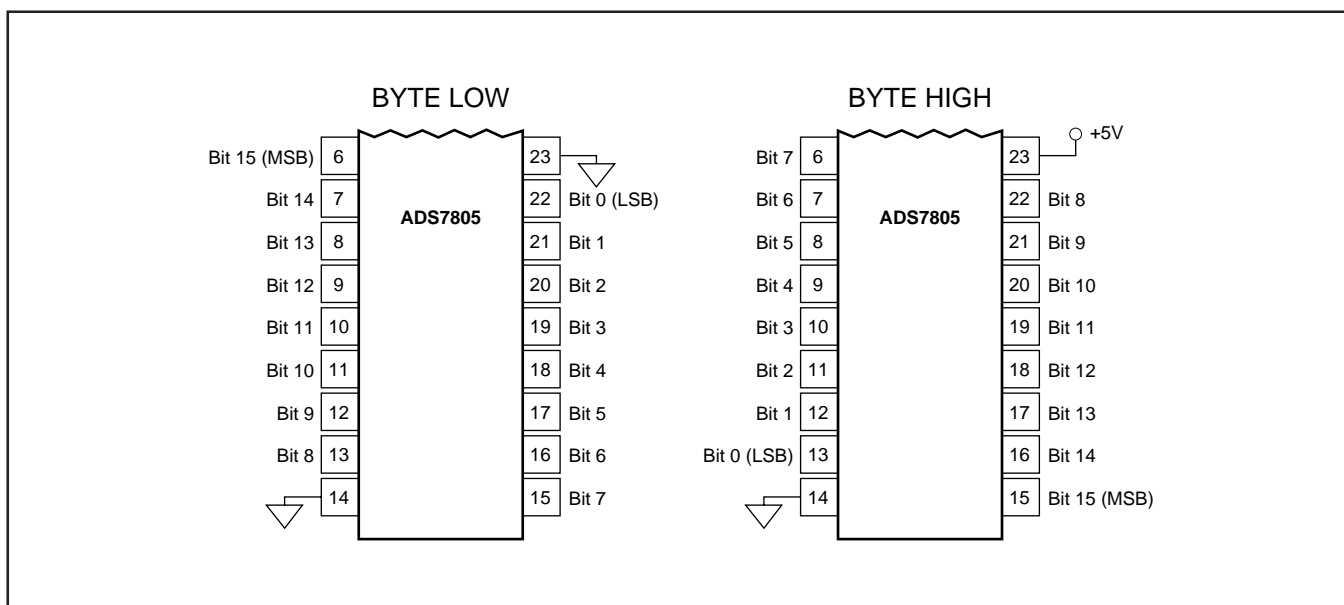 BYTE LOW
Bit 15 (MSB) 6 23
Bit 14 7 ADS7805 22 Bit 0 (LSB)
Bit 13 8 21 Bit 1
Bit 12 9 20 Bit 2
Bit 11 10 19 Bit 3
Bit 10 11 18 Bit 4
Bit 9 12 17 Bit 5
Bit 8 13 16 Bit 6
14 15 Bit 7
BYTE HIGH
+5V
Bit 7 6 23
Bit 6 7 ADS7805 22 Bit 8
Bit 5 8 21 Bit 9
Bit 4 9 20 Bit 10
Bit 3 10 19 Bit 11
Bit 2 11 18 Bit 12
Bit 1 12 17 Bit 13
Bit 0 (LSB) 13 16 Bit 14
14 15 Bit 15 (MSB)